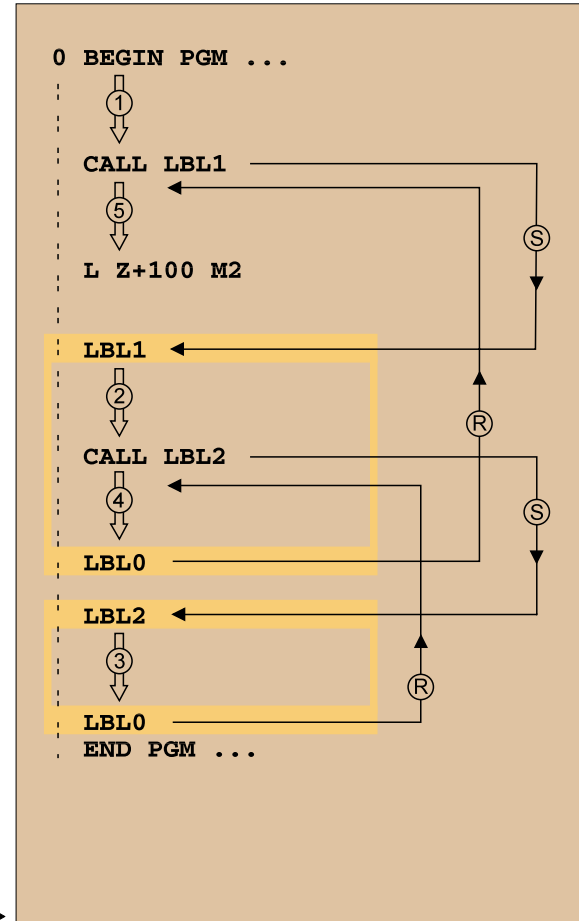 0 BEGIN PGM ...
1
CALL LBL1
5
S
L Z+100 M2
LBL1
2
R
CALL LBL2
4
S
LBL0
LBL2
3
R
LBL0
END PGM ...